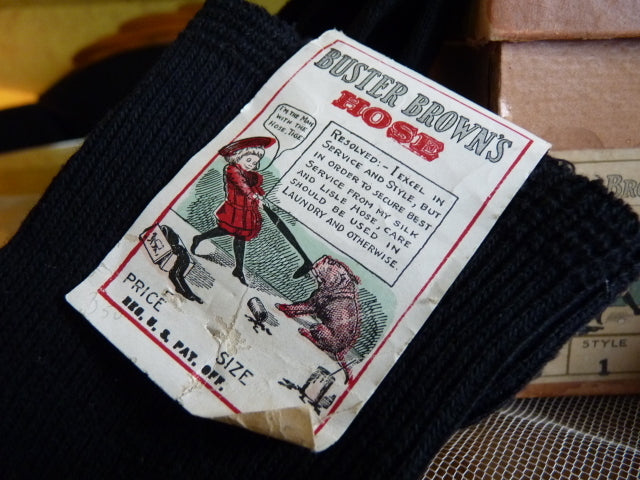 BUSTER BROWN'S
HOSE
I'M THE MAN
WITH THE
HOSE, TIGE
RESOLVED:- I EXCEL IN
SERVICE AND STYLE, BUT
IN ORDER TO SECURE BEST
SERVICE FROM MY SILK
AND LISLE HOSE, CARE
SHOULD BE USED, IN
LAUNDRY AND OTHERWISE.
PRICE
SIZE
REG. U. S. PAT. OFF.
STYLE
1